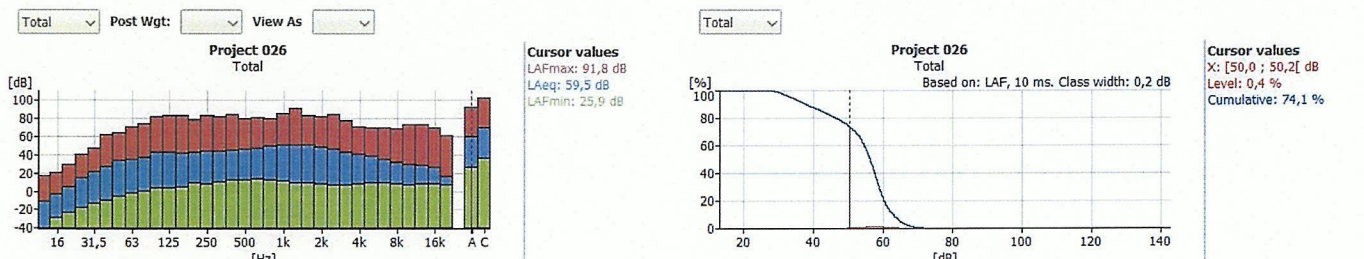 Total Post Wgt: View As
Project 026
Total
[dB]
100
80
60
40
20
0
-20
-40
16 31,5 63 125 250 500 1k 2k 4k 8k 16k A C
[Hz]
Cursor values
LAFmax: 91,8 dB
LAeq: 59,5 dB
LAFmin: 25,9 dB
Total
Project 026
Total
Based on: LAF, 10 ms. Class width: 0,2 dB
[%]
100
80
60
40
20
0
20 40 60 80 100 120 140
[dB]
Cursor values
X: [50,0 ; 50,2[ dB
Level: 0,4 %
Cumulative: 74,1 %